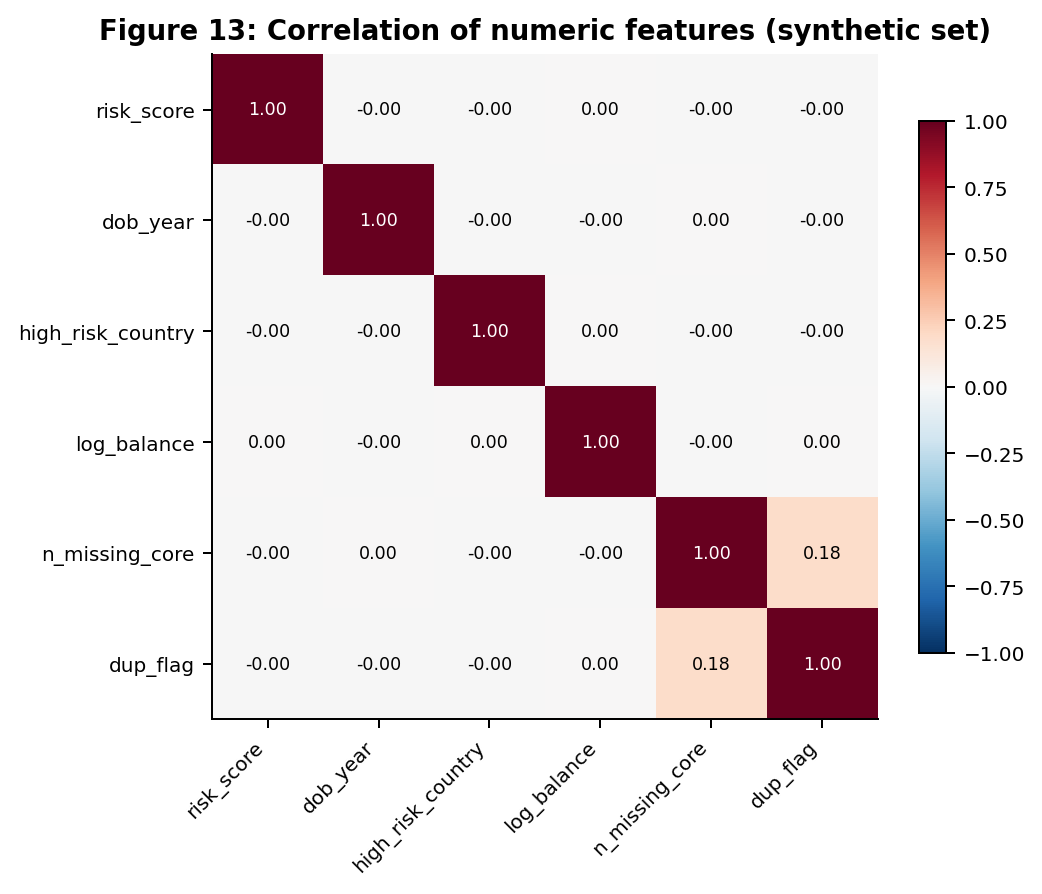 Figure 13: Correlation of numeric features (synthetic set)
risk_score 1.00 -0.00 -0.00 0.00 -0.00 -0.00
dob_year -0.00 1.00 -0.00 -0.00 0.00 -0.00
high_risk_country -0.00 -0.00 1.00 0.00 -0.00 -0.00
log_balance 0.00 -0.00 0.00 1.00 -0.00 0.00
n_missing_core -0.00 0.00 -0.00 -0.00 1.00 0.18
dup_flag -0.00 -0.00 -0.00 0.00 0.18 1.00
risk_score
dob_year
high_risk_country
log_balance
n_missing_core
dup_flag
1.00
0.75
0.50
0.25
0.00
−0.25
−0.50
−0.75
−1.00